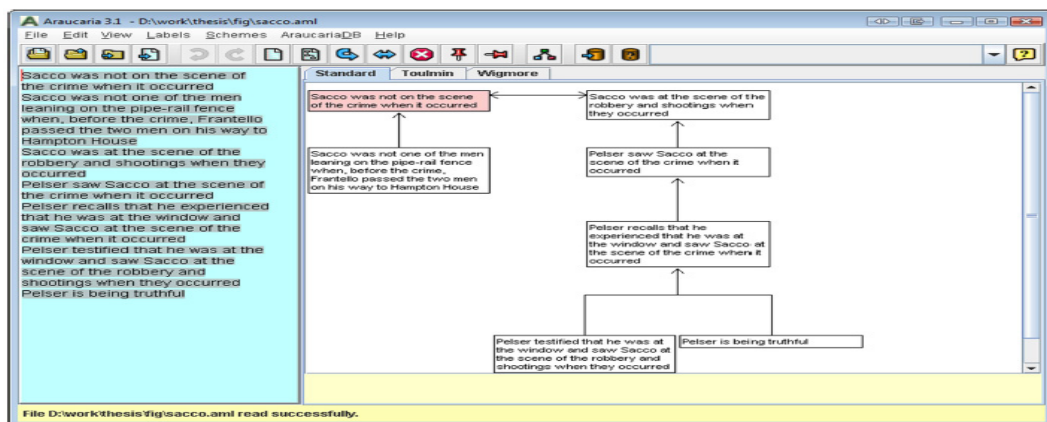 Araucaria 3.1 - D:\work\thesis\fig\sacco.aml
File Edit View Labels Schemes AraucariaDB Help
Sacco was not on the scene of
the crime when it occurred
Sacco was not one of the men
leaning on the pipe-rail fence
when, before the crime, Frantello
passed the two men on his way to
Hampton House
Sacco was at the scene of the
robbery and shootings when they
occurred
Pelser saw Sacco at the scene of
the crime when it occurred
Pelser recalls that he experienced
that he was at the window and
saw Sacco at the scene of the
crime when it occurred
Pelser testified that he was at the
window and saw Sacco at the
scene of the robbery and
shootings when they occurred
Pelser is being truthful
Standard Toulmin Wigmore
Sacco was not on the scene
of the crime when it occurred
Sacco was at the scene of the
robbery and shootings when
they occurred
Sacco was not one of the men
leaning on the pipe-rail fence
when, before the crime,
Frantello passed the two men
on his way to Hampton House
Pelser saw Sacco at the
scene of the crime when it
occurred
Pelser recalls that he
experienced that he was at
the window and saw Sacco at
the scene of the crime when it
occurred
Pelser testified that he was at
the window and saw Sacco at
the scene of the robbery and
shootings when they occurred
Pelser is being truthful
File D:\work\thesis\fig\sacco.aml read successfully.